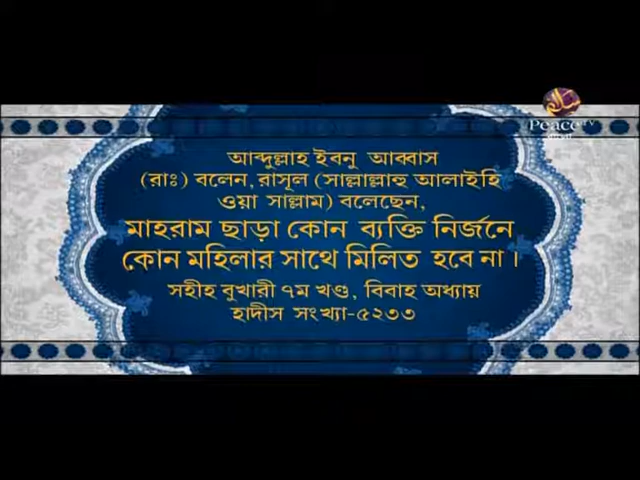 سلام
Peace TV
বাংলা
আব্দুল্লাহ ইবনু আব্বাস
(রাঃ) বলেন, রাসূল (সাল্লাল্লাহু আলাইহি
ওয়া সাল্লাম) বলেছেন,
মাহরাম ছাড়া কোন ব্যক্তি নির্জনে
কোন মহিলার সাথে মিলিত হবে না।
সহীহ বুখারী ৭ম খণ্ড, বিবাহ অধ্যায়
হাদীস সংখ্যা-৫২৩৩